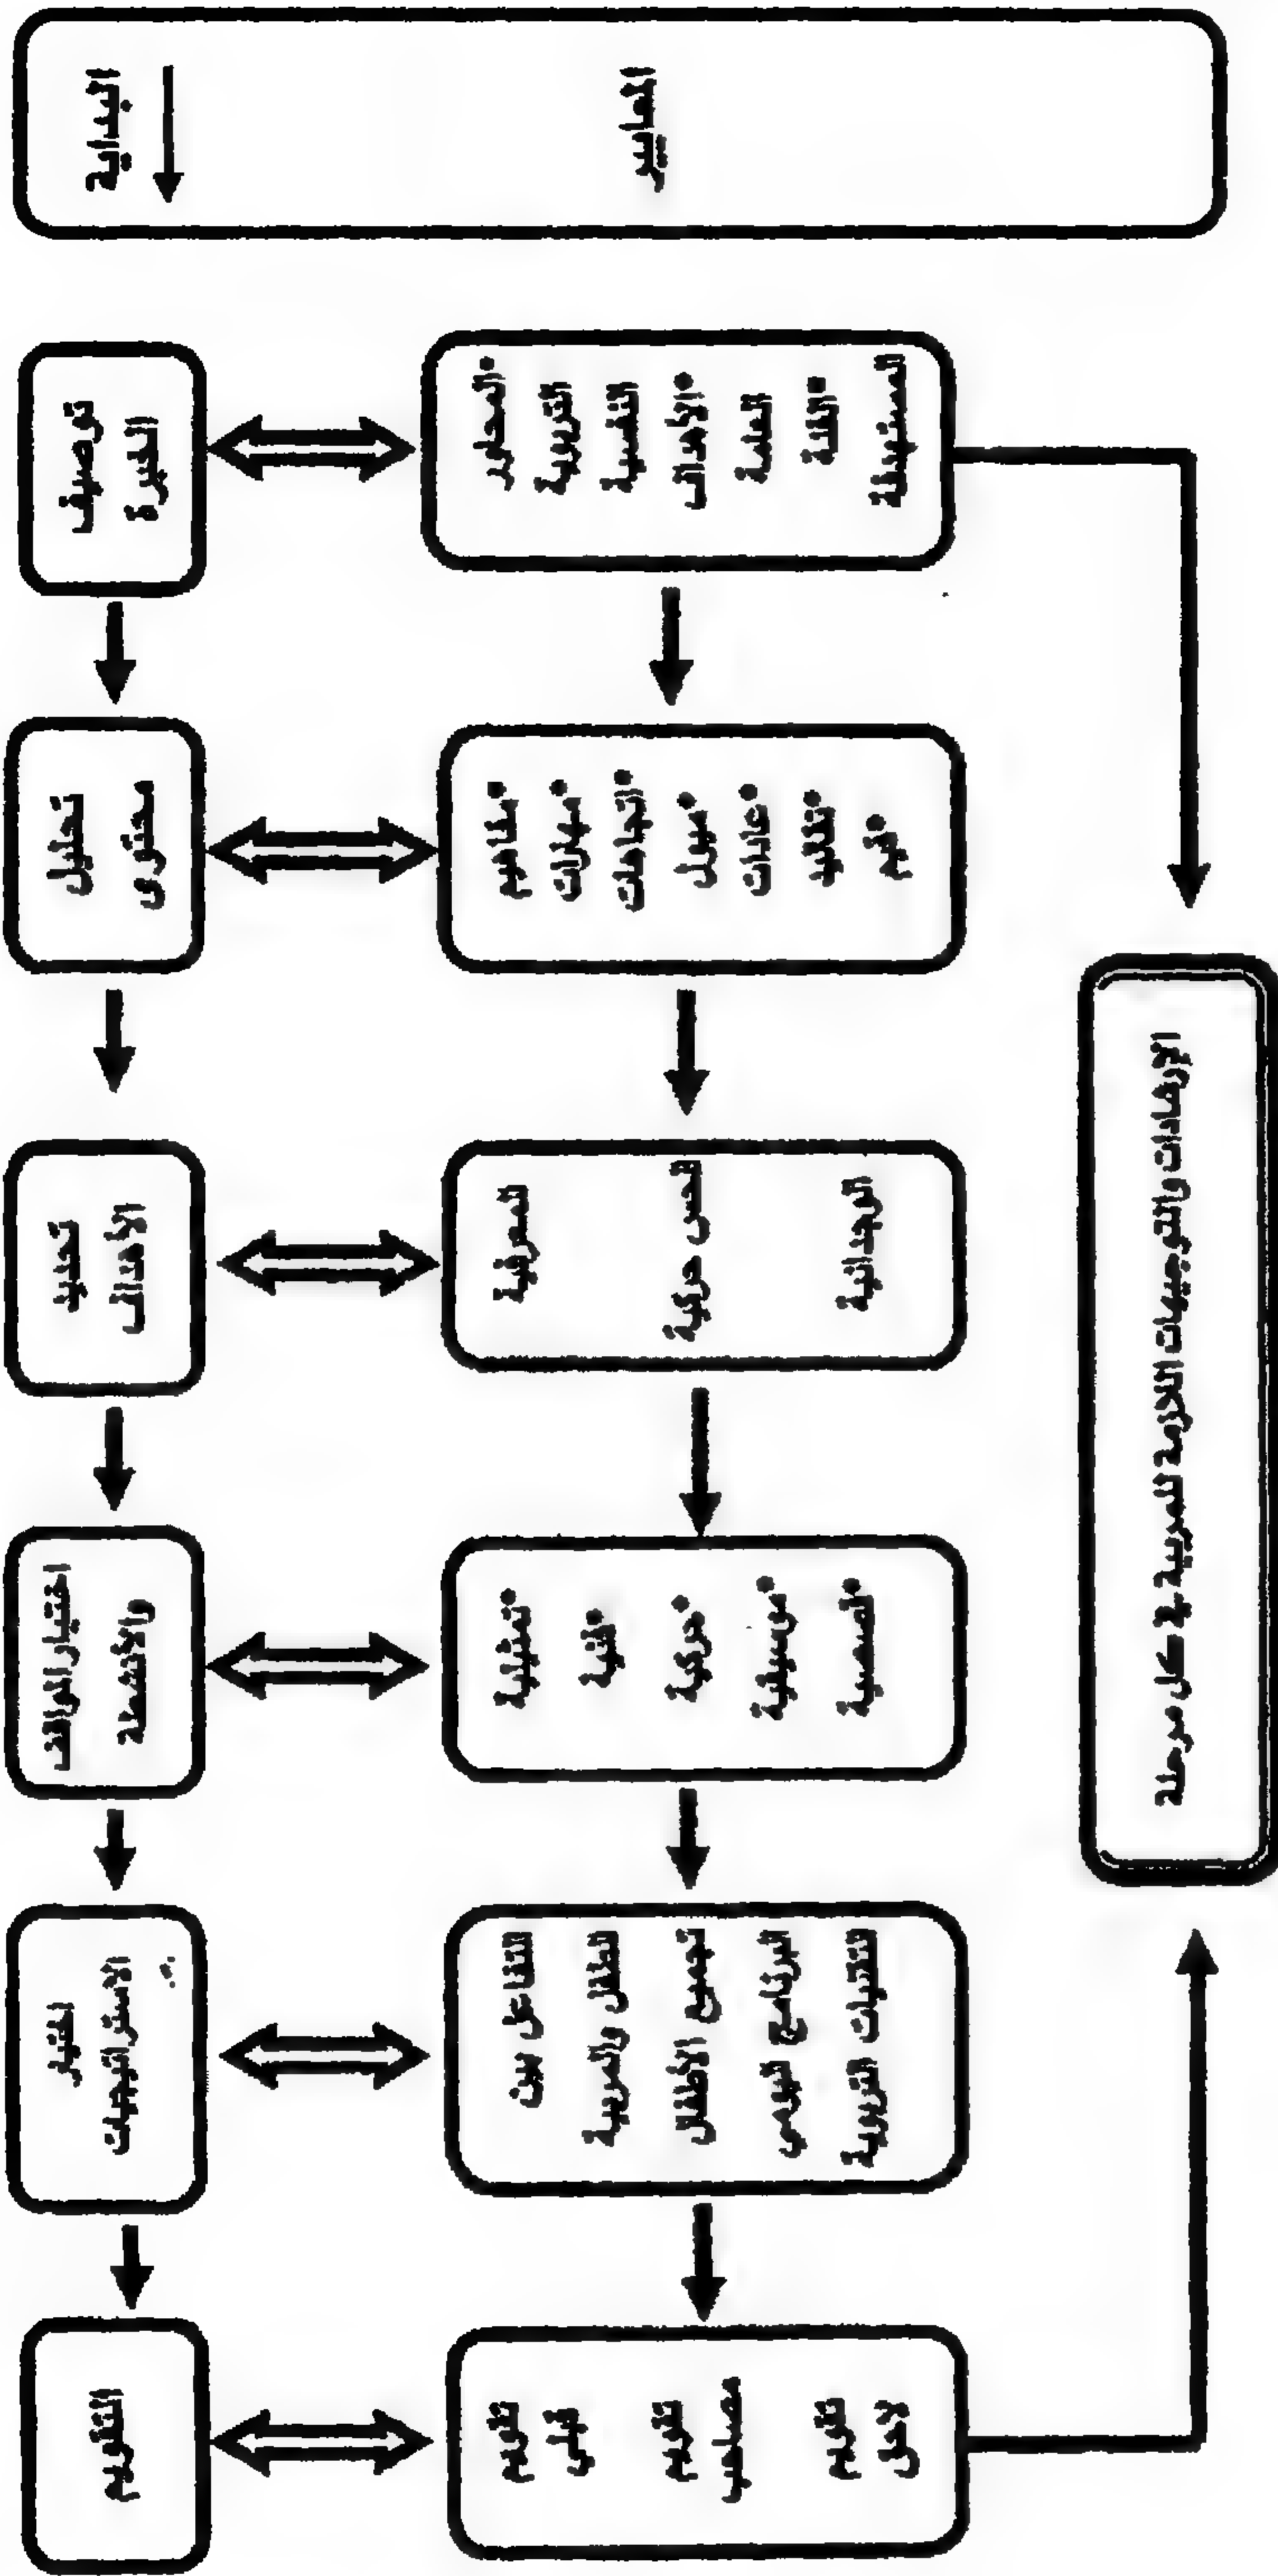 البداية
المعايير
توصيف
الخبرة
•المحاور
التربوية
النفسية
•الأهداف
العامة
•الفئة
المستهدفة
تحليل
محتوى
•مفاهيم
•مهارات
•اتجاهات
•ميول
•عادات
•تقاليد
•قيم
تحديد
الأهداف
المعرفية
الحس حركية
الوجدانية
اختيار المواقف
والأنشطة
•تمثيلية
•فنية
•حركية
•موسيقية
•قصصية
اختيار
الاستراتيجيات
التفاعل بين
الطفل والمربية
تجميع الأطفال
البرنامج اليومي
التقنيات التربوية
التقويم
تقويم
قبلي
تقويم
مصاحب
تقويم
لاحق
الإرشادات والتوجيهات اللازمة للمربية في كل مرحلة